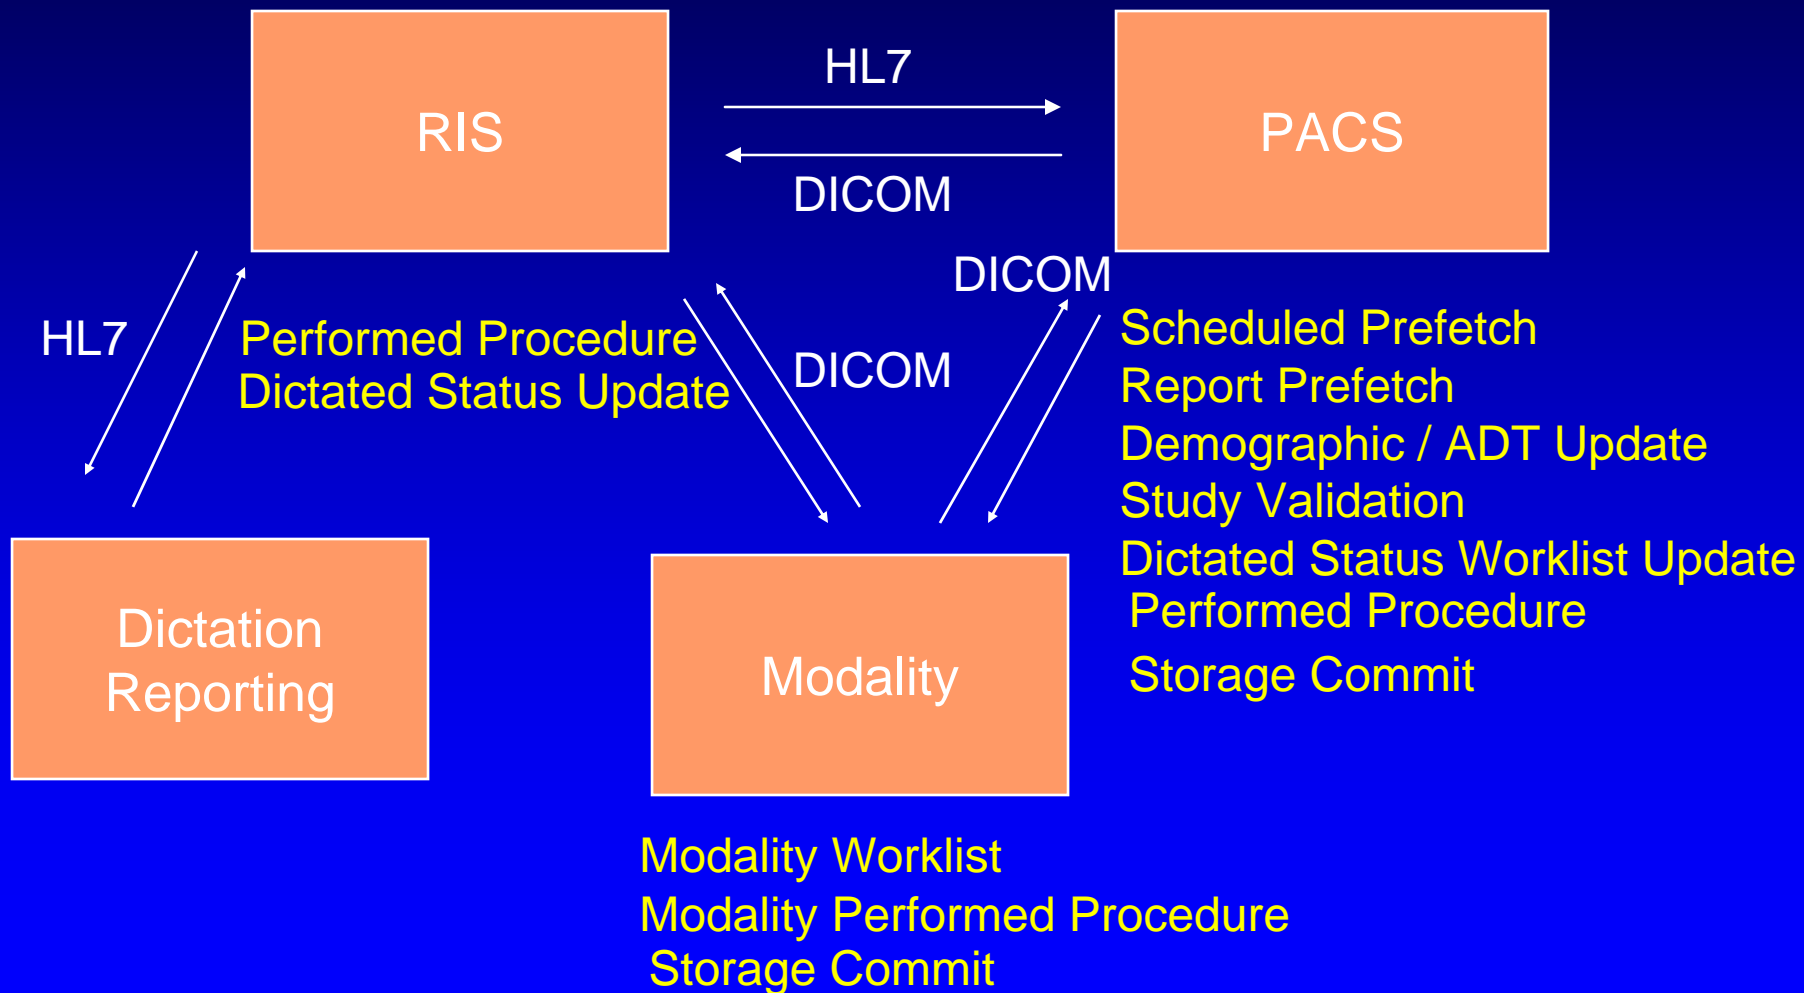 RIS
HL7
DICOM
PACS
HL7
Performed Procedure
Dictated Status Update
DICOM
DICOM
Scheduled Prefetch
Report Prefetch
Demographic / ADT Update
Study Validation
Dictated Status Worklist Update
Performed Procedure
Storage Commit
Dictation
Reporting
Modality
Modality Worklist
Modality Performed Procedure
Storage Commit